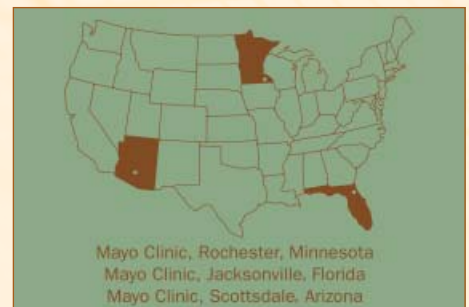 Mayo Clinic, Rochester, Minnesota
Mayo Clinic, Jacksonville, Florida
Mayo Clinic, Scottsdale, Arizona